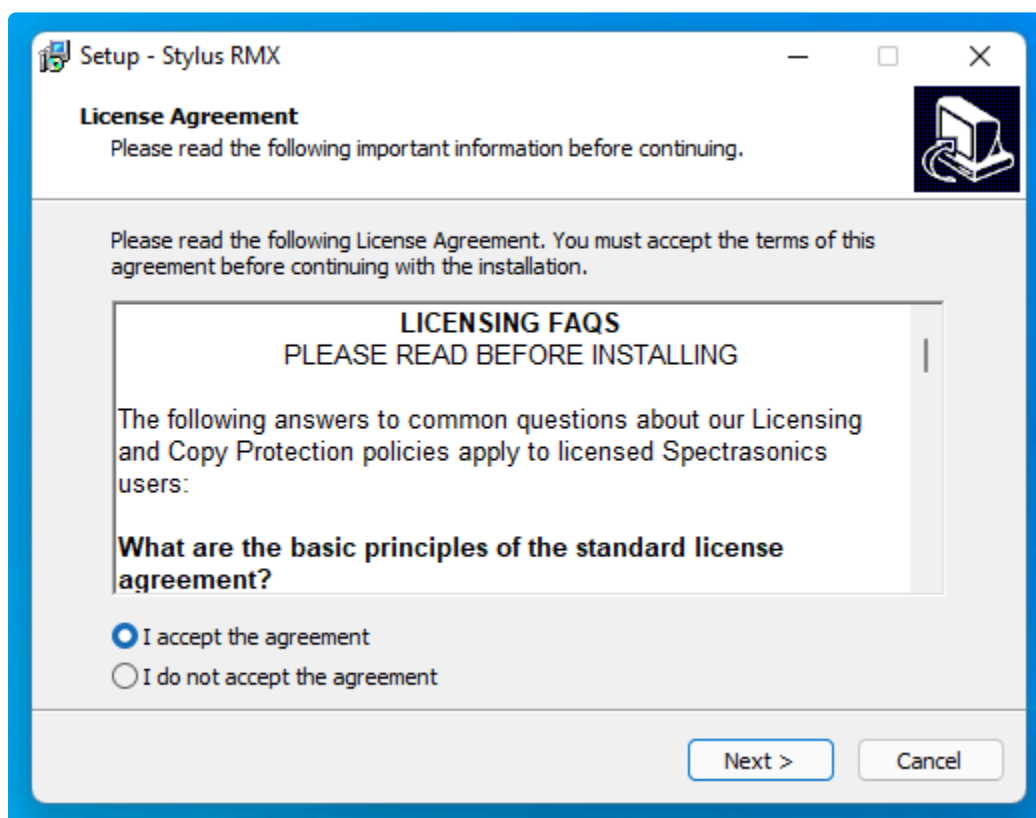 Setup - Stylus RMX
License Agreement
Please read the following important information before continuing.
Please read the following License Agreement. You must accept the terms of this
agreement before continuing with the installation.
LICENSING FAQS
PLEASE READ BEFORE INSTALLING
The following answers to common questions about our Licensing
and Copy Protection policies apply to licensed Spectrasonics
users:
What are the basic principles of the standard license
agreement?
I accept the agreement
I do not accept the agreement
Next >
Cancel